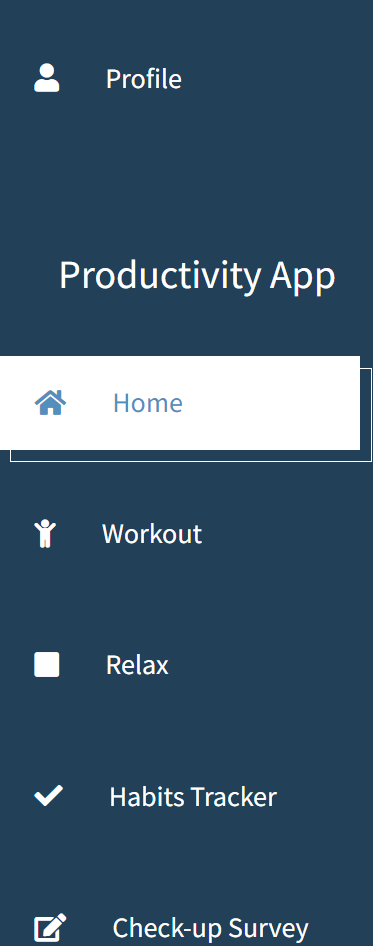 Profile
Productivity App
Home
Workout
Relax
Habits Tracker
Check-up Survey